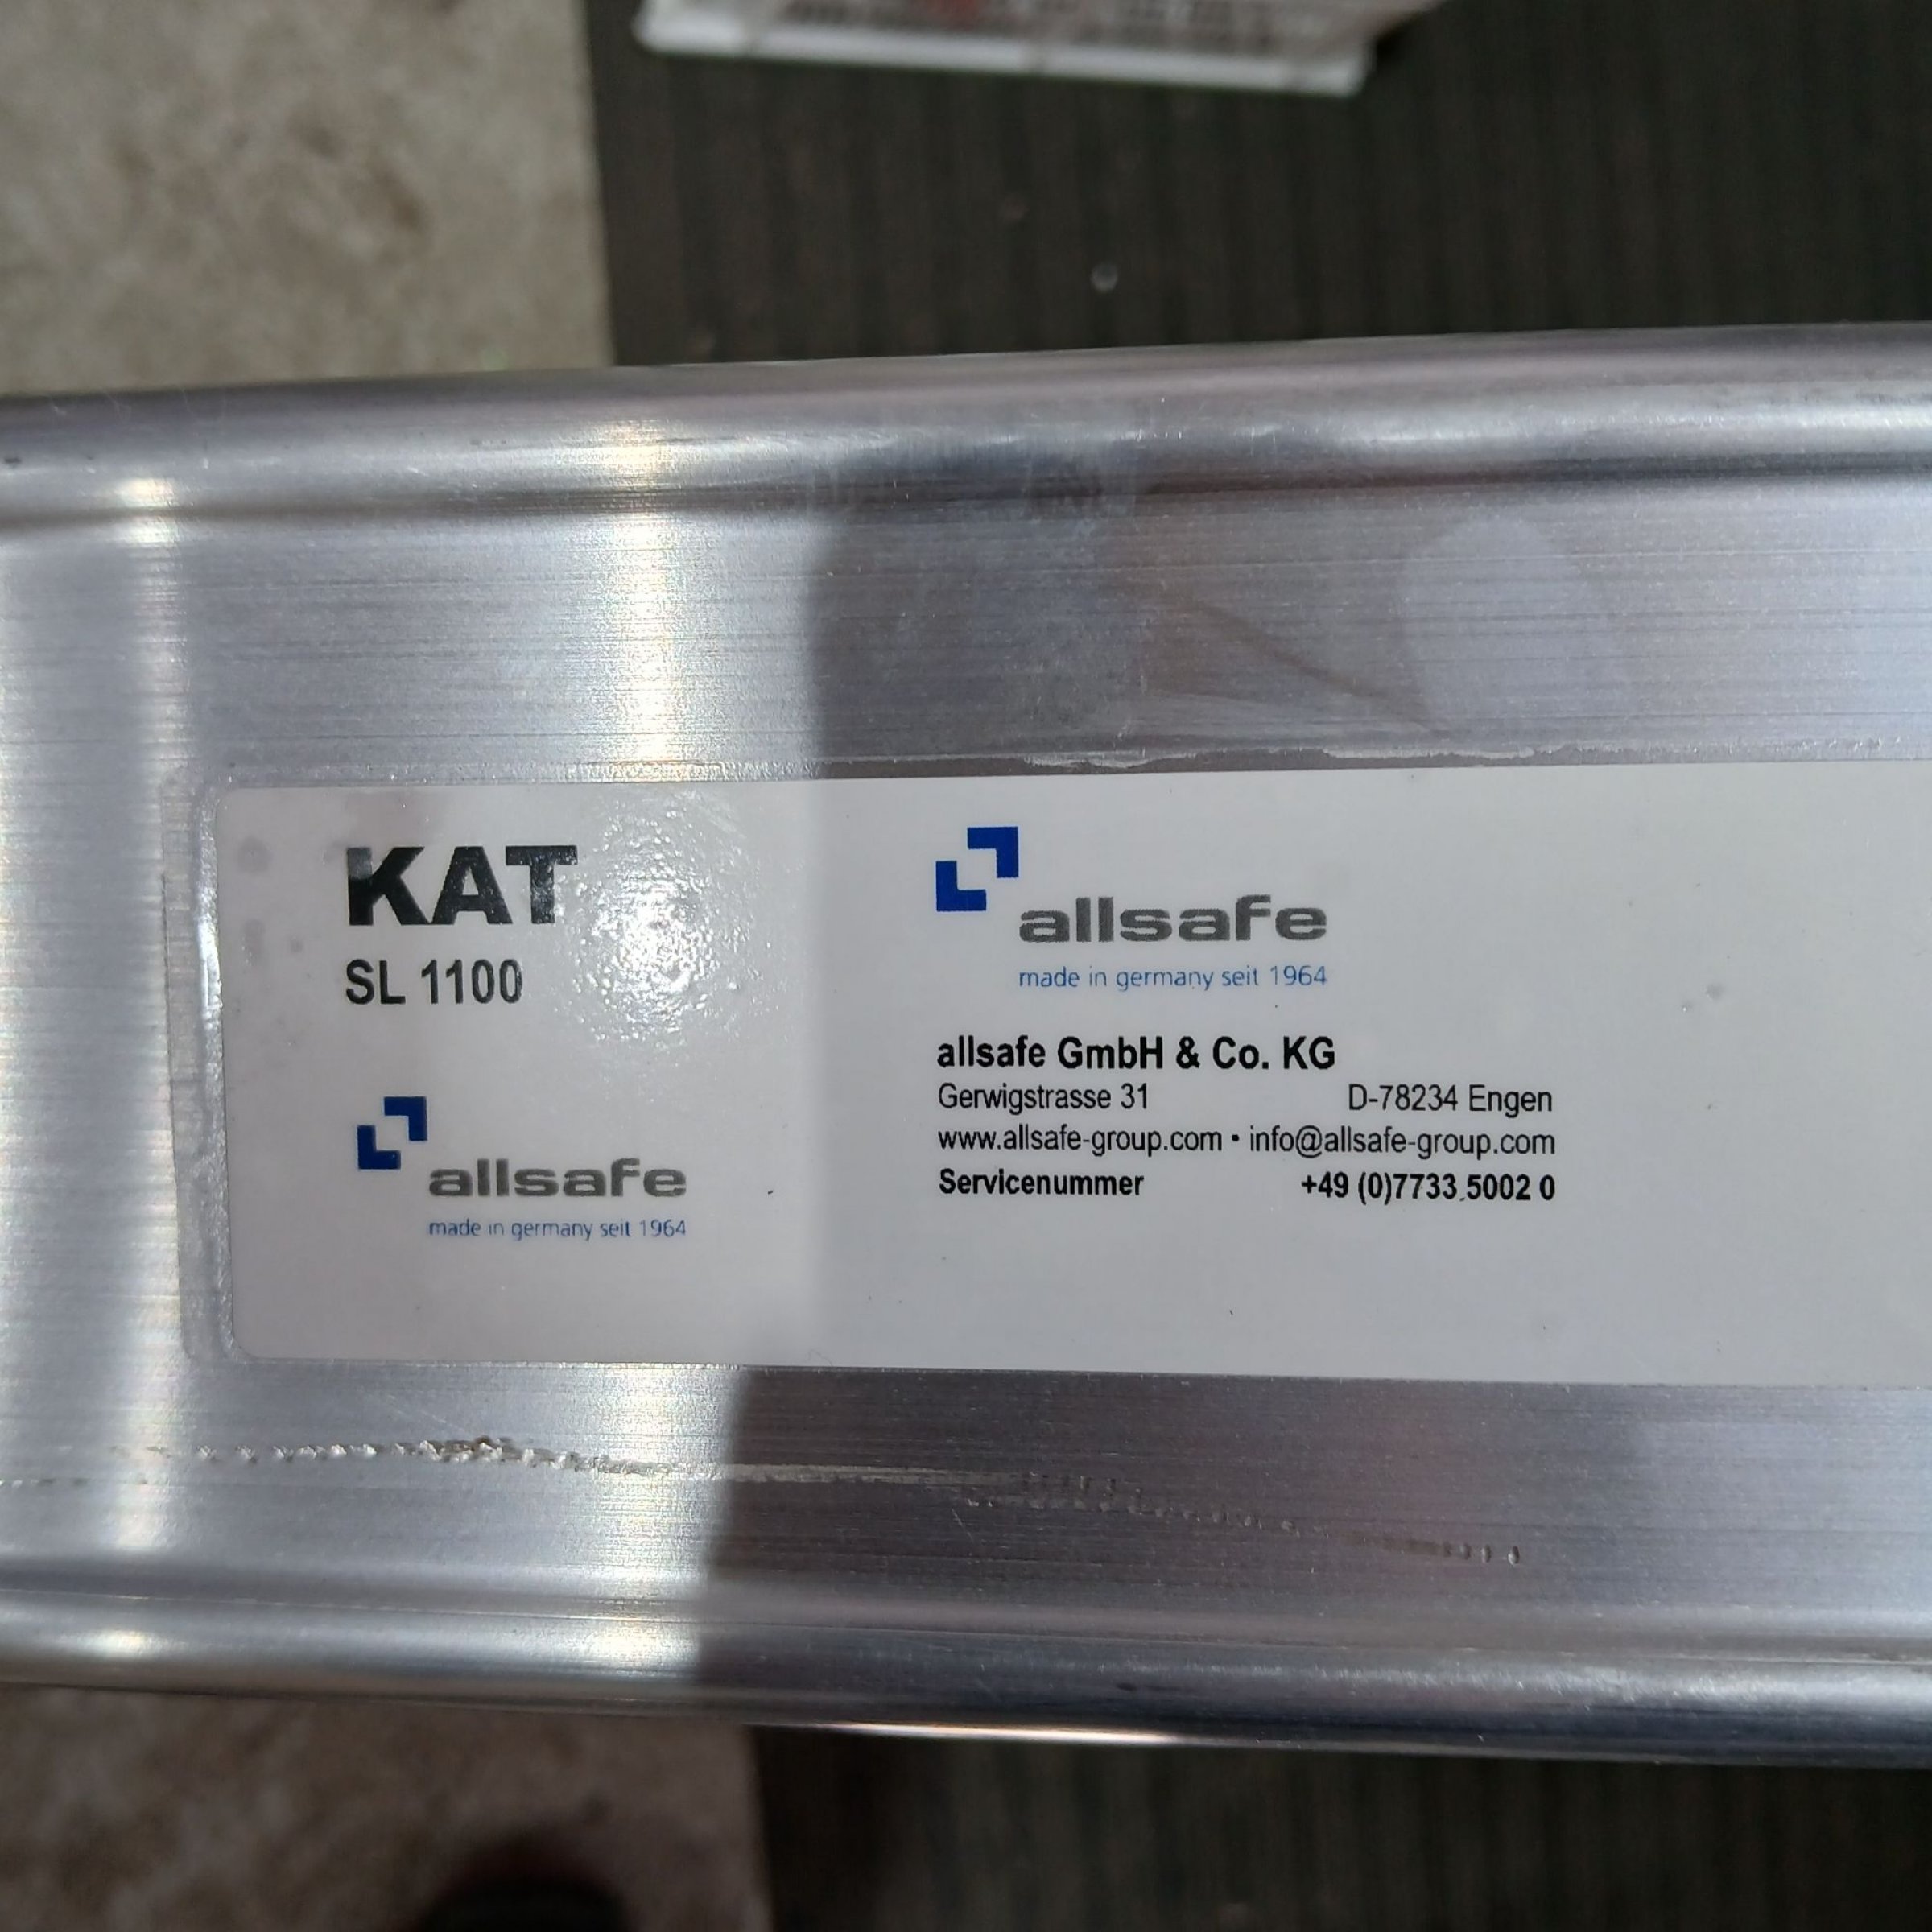 KAT
SL 1100
allsafe
made in germany seit 1964
allsafe
made in germany seit 1964
allsafe GmbH & Co. KG
Gerwigstrasse 31 D-78234 Engen
www.allsafe-group.com • info@allsafe-group.com
Servicenummer +49 (0)7733 5002 0